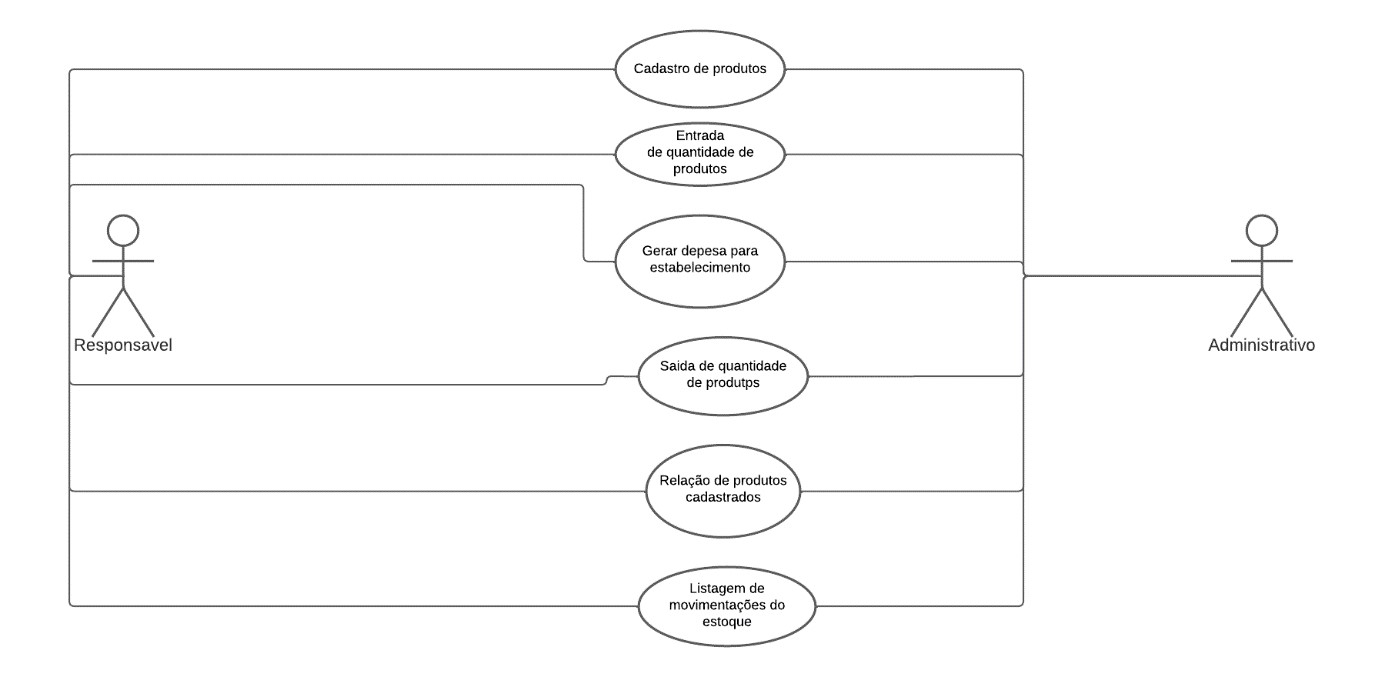 Cadastro de produtos
Entrada
de quantidade de
produtos
Gerar depesa para
estabelecimento
Responsavel
Administrativo
Saida de quantidade
de produtps
Relação de produtos
cadastrados
Listagem de
movimentações do
estoque